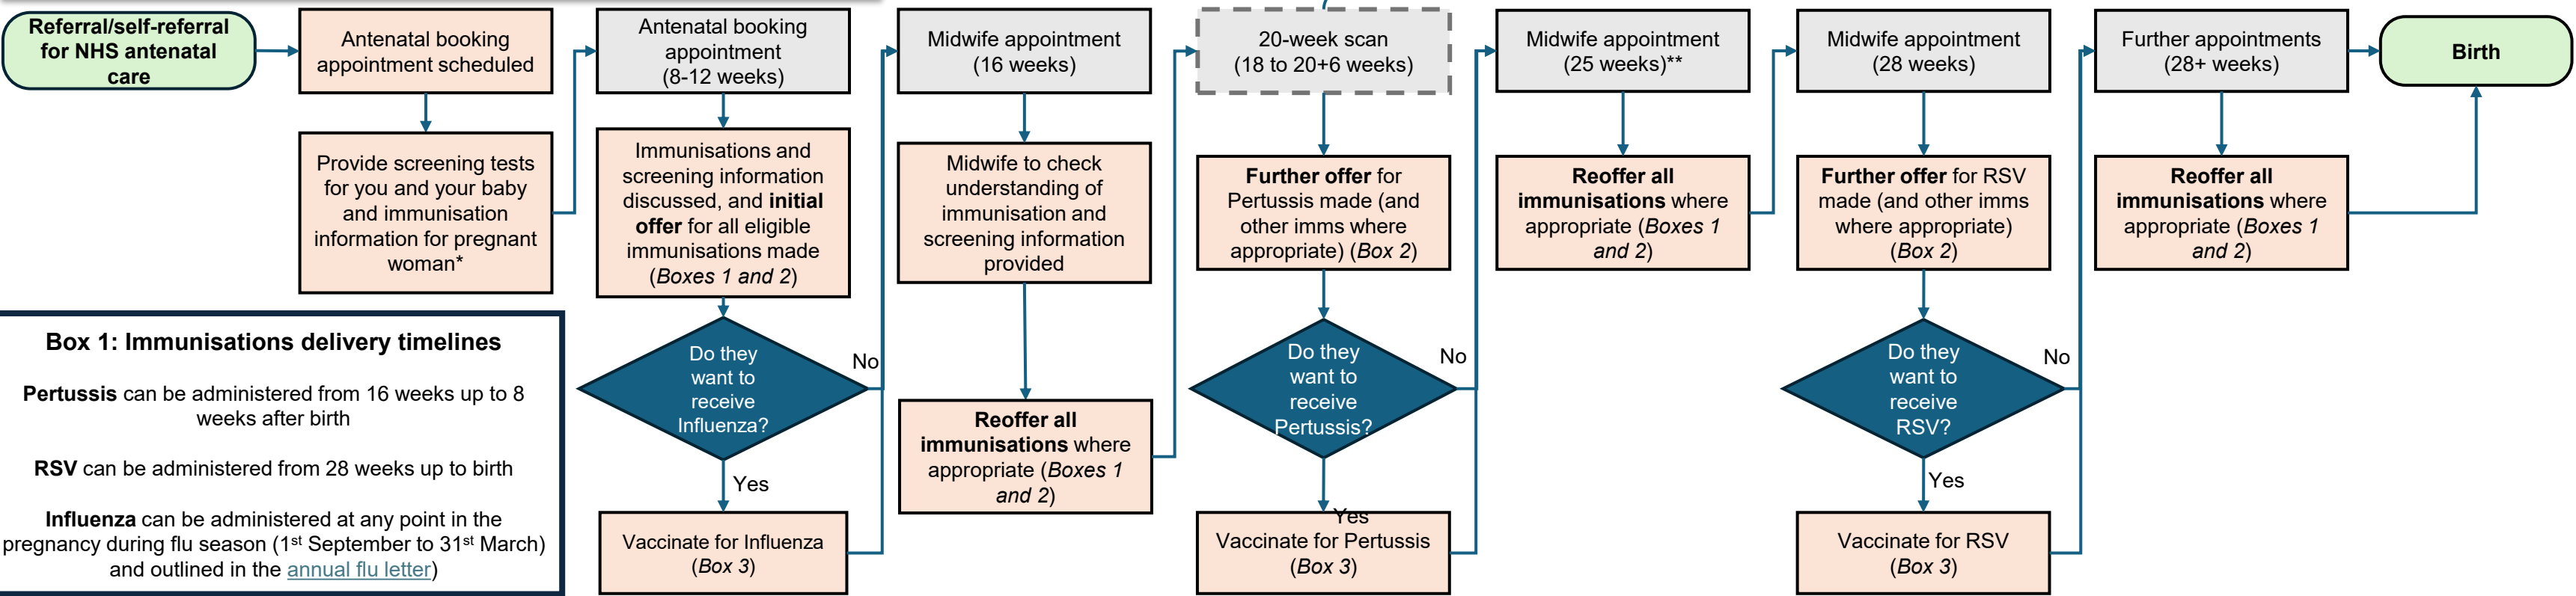 Referral/self-referral
for NHS antenatal
care
Antenatal booking
appointment scheduled
Provide screening tests
for you and your baby
and immunisation
information for pregnant
woman*
Antenatal booking
appointment
(8-12 weeks)
Immunisations and
screening information
discussed, and initial
offer for all eligible
immunisations made
(Boxes 1 and 2)
Do they
want to
receive
Influenza?
No
Yes
Vaccinate for Influenza
(Box 3)
Midwife appointment
(16 weeks)
Midwife to check
understanding of
immunisation and
screening information
provided
Reoffer all
immunisations where
appropriate (Boxes 1
and 2)
20-week scan
(18 to 20+6 weeks)
Further offer for
Pertussis made (and
other imms where
appropriate) (Box 2)
Do they
want to
receive
Pertussis?
No
Yes
Vaccinate for Pertussis
(Box 3)
Midwife appointment
(25 weeks)**
Reoffer all
immunisations where
appropriate (Boxes 1
and 2)
Midwife appointment
(28 weeks)
Further offer for RSV
made (and other imms
where appropriate)
(Box 2)
Do they
want to
receive
RSV?
No
Yes
Vaccinate for RSV
(Box 3)
Further appointments
(28+ weeks)
Reoffer all
immunisations where
appropriate (Boxes 1
and 2)
Birth
Box 1: Immunisations delivery timelines
Pertussis can be administered from 16 weeks up to 8
weeks after birth
RSV can be administered from 28 weeks up to birth
Influenza can be administered at any point in the
pregnancy during flu season (1st September to 31st March)
and outlined in the annual flu letter)